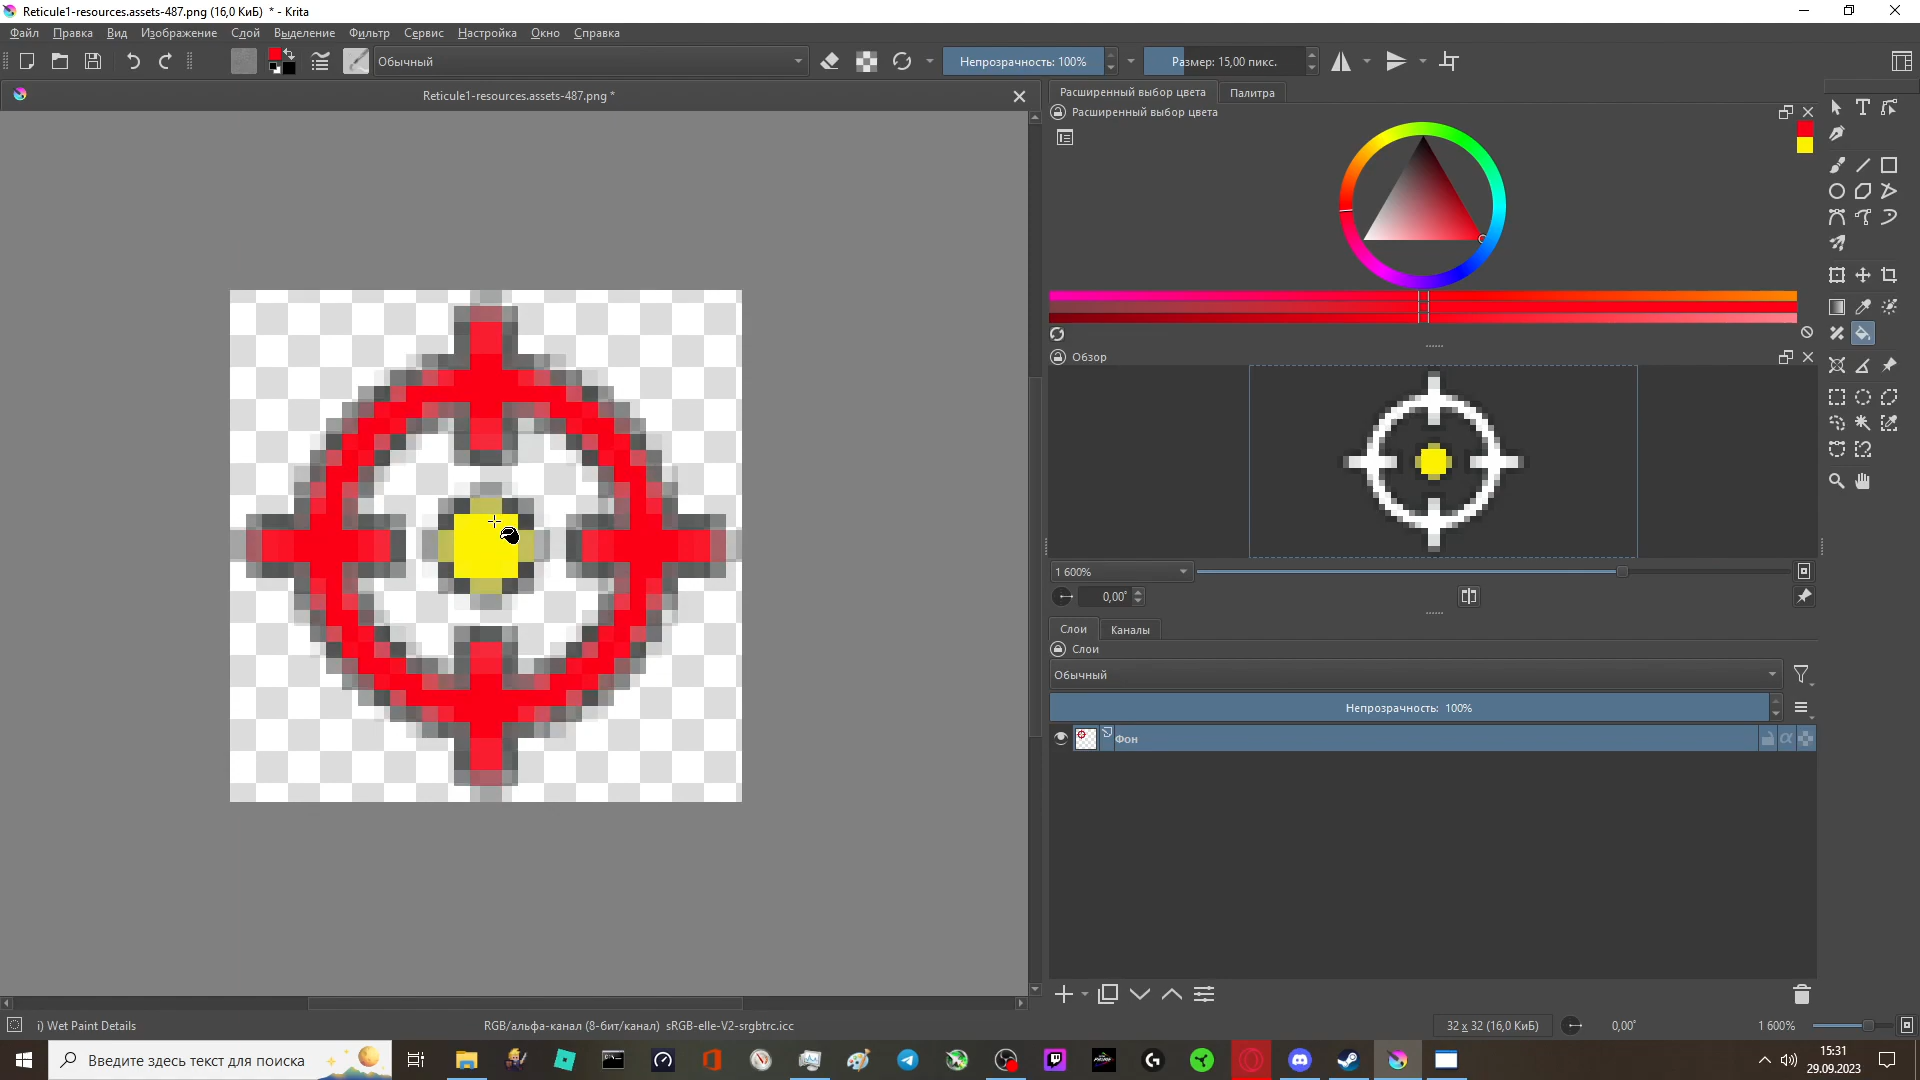 Reticule1-resources.assets-487.png (16,0 КиБ) * - Krita
Файл Правка Вид Изображение Слой Выделение Фильтр Сервис Настройка Окно Справка
Обычный
Непрозрачность: 100%
Размер: 15,00 пикс.
Reticule1-resources.assets-487.png *
Расширенный выбор цвета
Палитра
Расширенный выбор цвета
Обзор
1 600%
0,00°
Слои
Каналы
Слои
Обычный
Непрозрачность: 100%
Фон
i) Wet Paint Details
RGB/альфа-канал (8-бит/канал) sRGB-elle-V2-srgbtrc.icc
32 x 32 (16,0 КиБ)
0,00°
1 600%
Введите здесь текст для поиска
15:31
29.09.2023